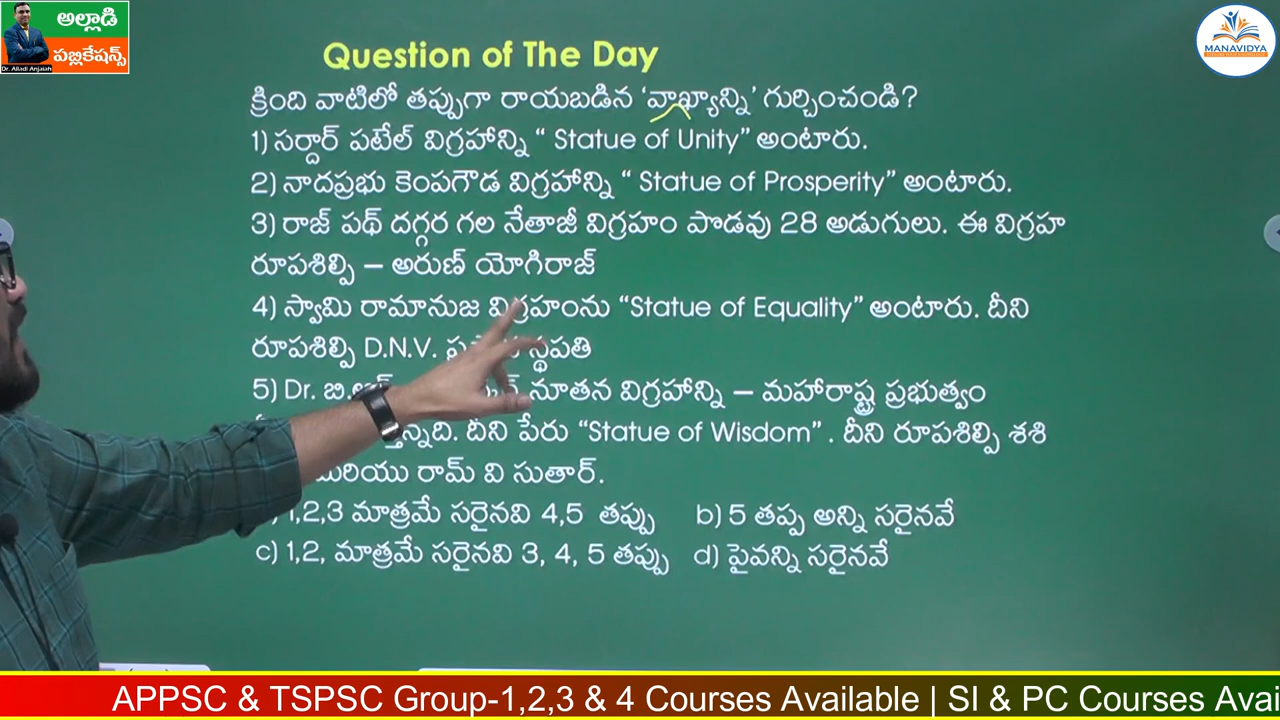 అల్లాడి
పబ్లికేషన్స్
Dr. Alladi Anjaiah
MANAVIDYA
Question of The Day
క్రింది వాటిలో తప్పుగా రాయబడిన ‘వాఖ్యాన్ని’ గుర్చించండి?
1) సర్దార్ పటేల్ విగ్రహాన్ని “ Statue of Unity” అంటారు.
2) నాదప్రభు కెంపగౌడ విగ్రహాన్ని “ Statue of Prosperity” అంటారు.
3) రాజ్ పథ్ దగ్గర గల నేతాజీ విగ్రహం పొడవు 28 అడుగులు. ఈ విగ్రహ
రూపశిల్పి – అరుణ్ యోగిరాజ్
4) స్వామి రామానుజ విగ్రహంను “Statue of Equality” అంటారు. దీని
రూపశిల్పి D.N.V. స్థపతి
5) Dr. నూతన విగ్రహాన్ని – మహారాష్ట్ర ప్రభుత్వం
దీని పేరు “Statue of Wisdom” . దీని రూపశిల్పి శశి
రామ్ వి సుతార్.
1,2,3 మాత్రమే సరైనవి 4,5 తప్పు b) 5 తప్ప అన్ని సరైనవే
c) 1,2, మాత్రమే సరైనవి 3, 4, 5 తప్పు d) పైవన్ని సరైనవే
APPSC & TSPSC Group-1,2,3 & 4 Courses Available | SI & PC Courses Avai